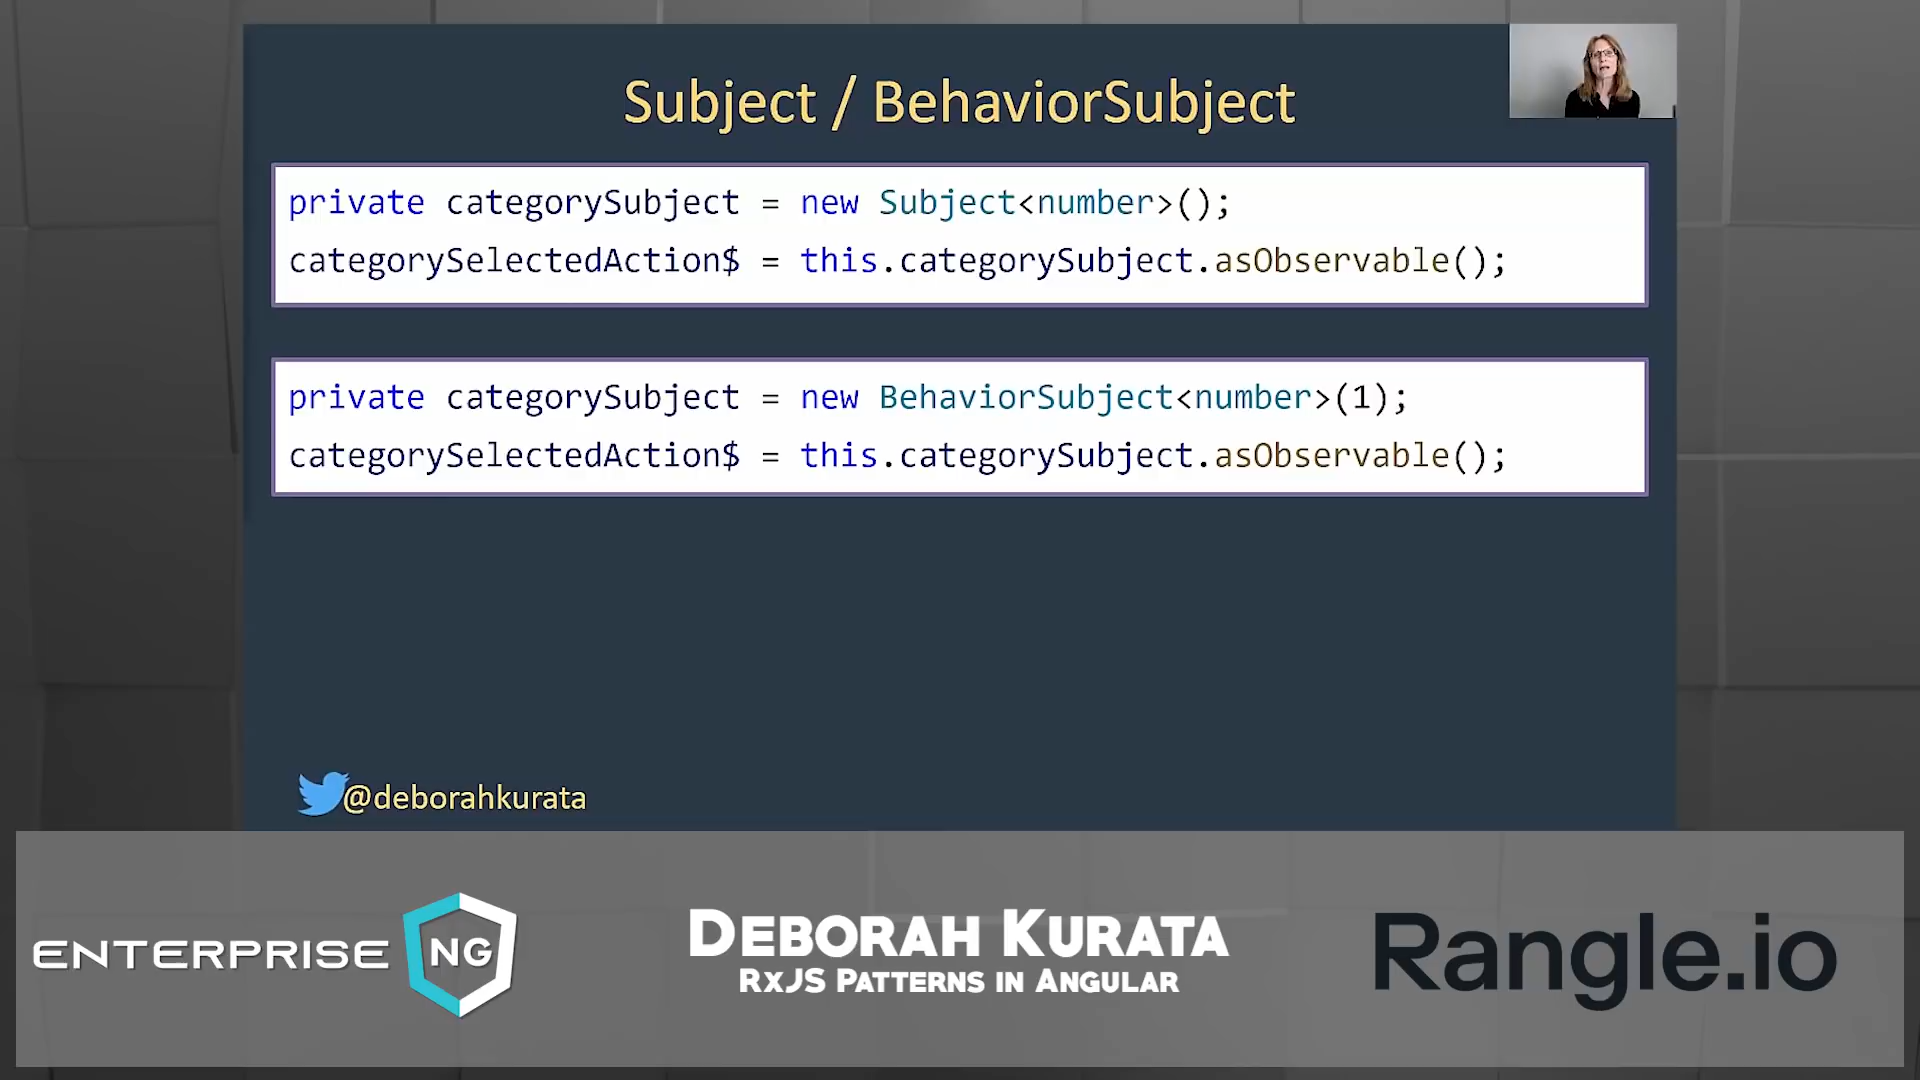 Subject / BehaviorSubject
private categorySubject = new Subject<number>();
categorySelectedAction$ = this.categorySubject.asObservable();
private categorySubject = new BehaviorSubject<number>(1);
categorySelectedAction$ = this.categorySubject.asObservable();
@deborahkurata
ENTERPRISE NG
DEBORAH KURATA
RXJS PATTERNS IN ANGULAR
Rangle.io